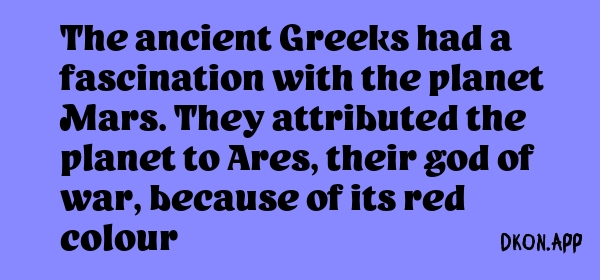 The ancient Greeks had a
fascination with the planet
Mars. They attributed the
planet to Ares, their god of
war, because of its red
colour
DKON.APP